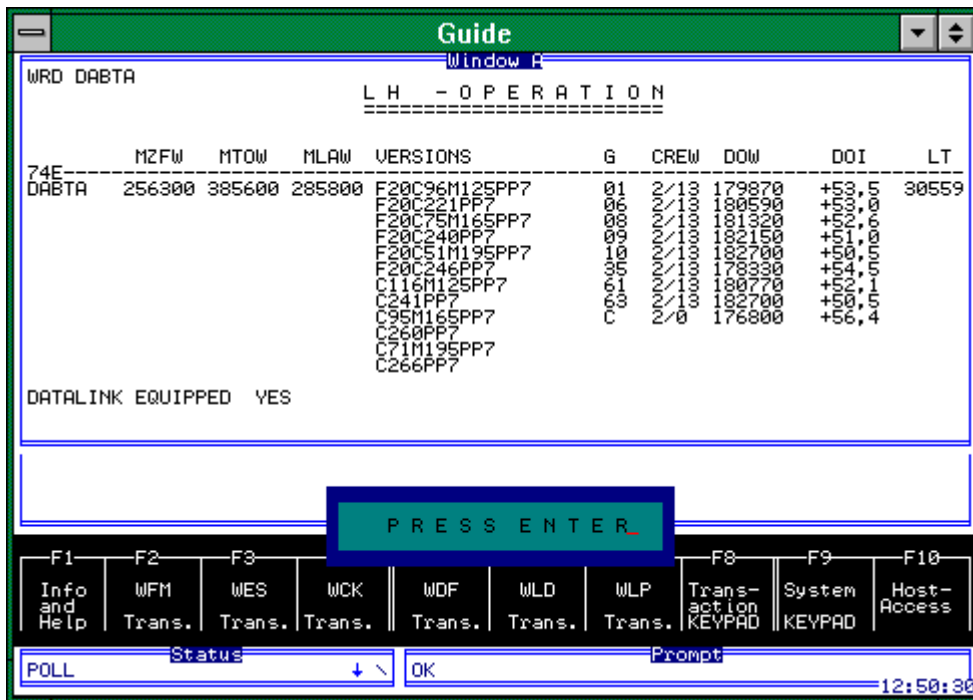 Guide
Window A
WRD DABTA
L H - O P E R A T I O N
==========================
MZFW MTOW MLAW VERSIONS G CREW DOW DOI LT
74E
DABTA 256300 385600 285800 F20C96M125PP7 01 2/13 179870 +53,5 30559
F20C221PP7 06 2/13 180590 +53,0
F20C75M165PP7 08 2/13 181320 +52,6
F20C240PP7 09 2/13 182150 +51,0
F20C51M195PP7 10 2/13 182700 +50,5
F20C246PP7 35 2/13 178330 +54,5
C116M125PP7 61 2/13 180770 +52,1
C241PP7 63 2/13 182700 +50,5
C95M165PP7 C 2/0 176800 +56,4
C260PP7
C71M195PP7
C266PP7
DATALINK EQUIPPED YES
P R E S S E N T E R_
F1 F2 F3 F8 F9 F10
Info WFM WES WCK WDF WLD WLP Trans- System Host-
and action Access
Help Trans. Trans. Trans. Trans. Trans. Trans. KEYPAD KEYPAD
Status Prompt
POLL ↓ \ OK
12:50:30